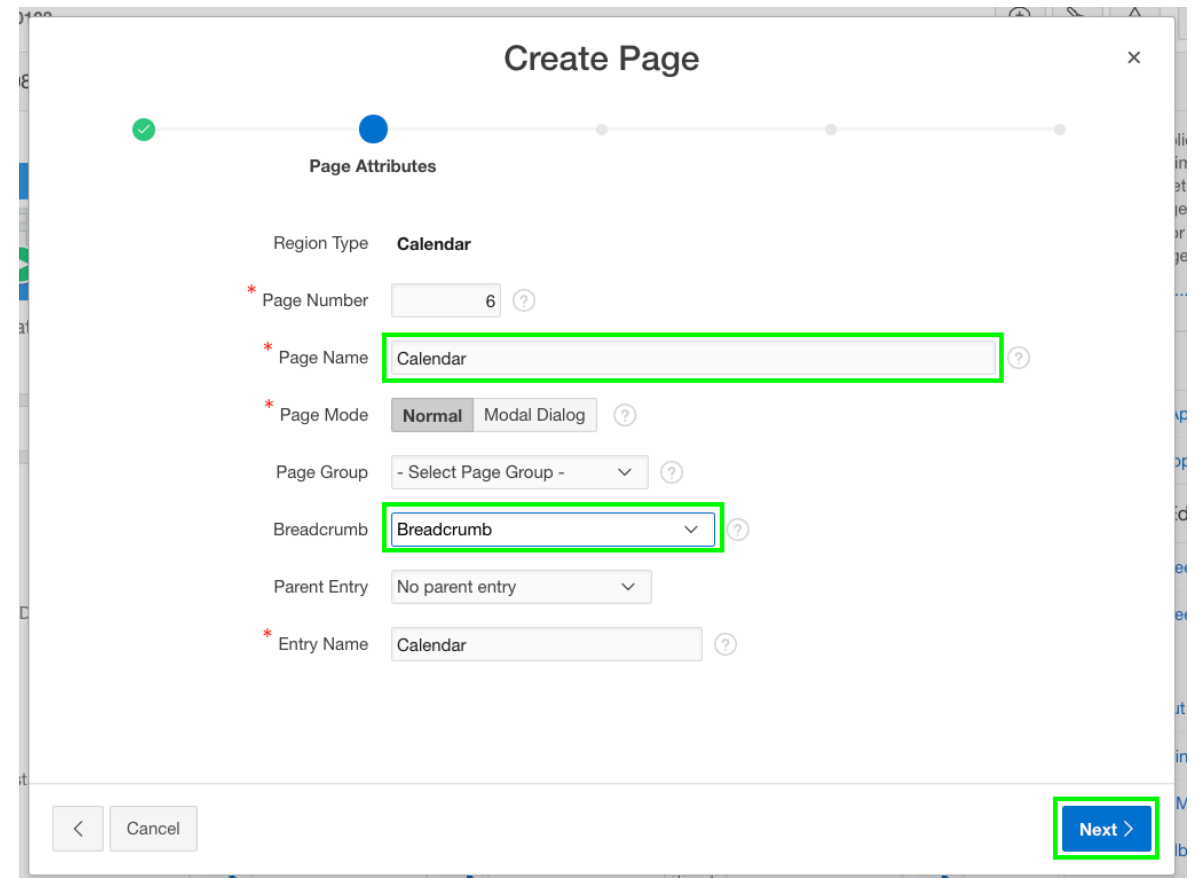 Create Page
Page Attributes
Region Type Calendar
* Page Number 6 ?
* Page Name Calendar ?
* Page Mode Normal Modal Dialog ?
Page Group - Select Page Group - ?
Breadcrumb Breadcrumb ?
Parent Entry No parent entry
* Entry Name Calendar ?
Cancel Next